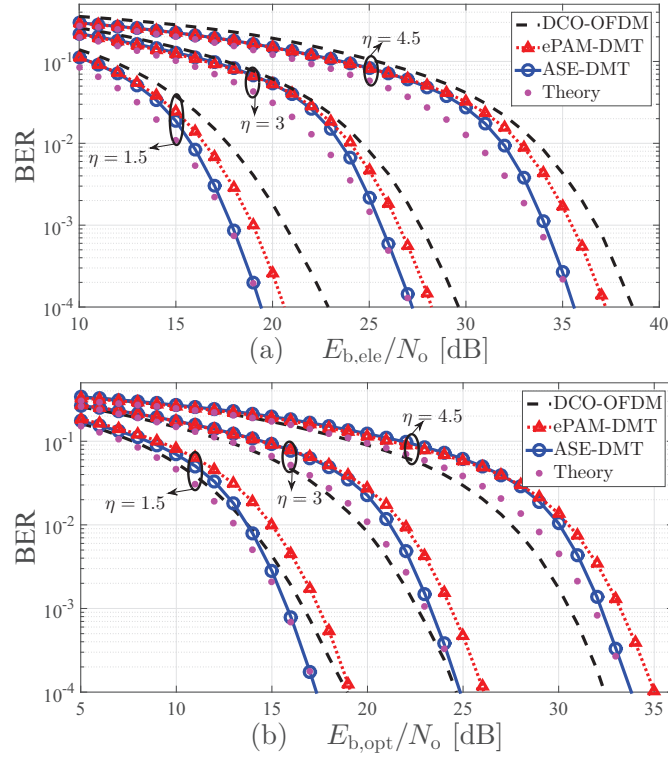 DCO-OFDM
ePAM-DMT
ASE-DMT
Theory
η = 4.5
η = 3
η = 1.5
BER
10^-1
10^-2
10^-3
10^-4
10 15 20 25 30 35 40
(a) E_b,ele/N_o [dB]
DCO-OFDM
ePAM-DMT
ASE-DMT
Theory
η = 4.5
η = 3
η = 1.5
BER
10^-1
10^-2
10^-3
10^-4
5 10 15 20 25 30 35
(b) E_b,opt/N_o [dB]